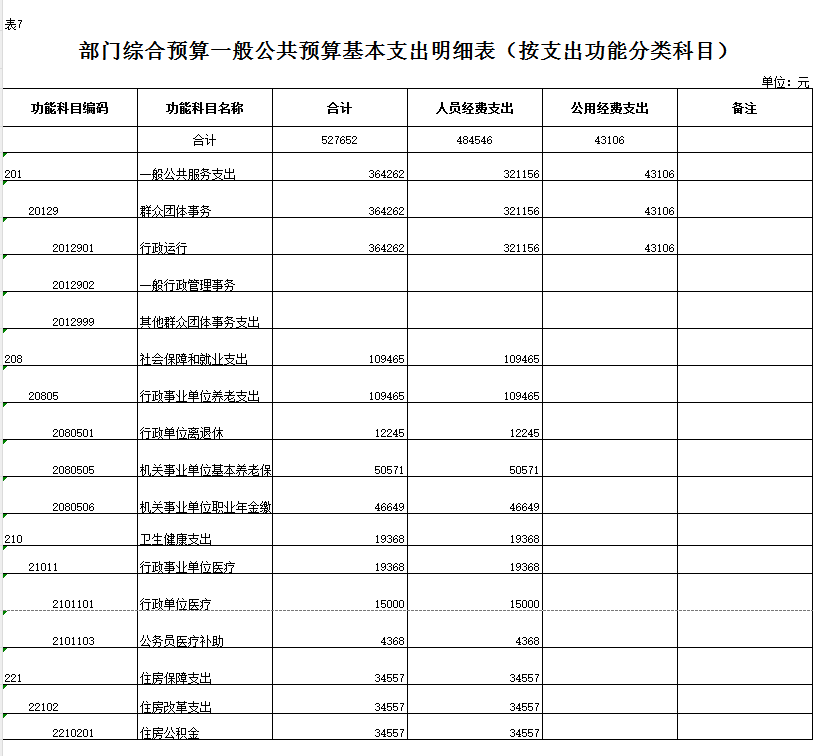 表7
部门综合预算一般公共预算基本支出明细表（按支出功能分类科目）
单位：元
功能科目编码 功能科目名称 合计 人员经费支出 公用经费支出 备注
合计 527652 484546 43106
201 一般公共服务支出 364262 321156 43106
20129 群众团体事务 364262 321156 43106
2012901 行政运行 364262 321156 43106
2012902 一般行政管理事务
2012999 其他群众团体事务支出
208 社会保障和就业支出 109465 109465
20805 行政事业单位养老支出 109465 109465
2080501 行政单位离退休 12245 12245
2080505 机关事业单位基本养老保 50571 50571
2080506 机关事业单位职业年金缴 46649 46649
210 卫生健康支出 19368 19368
21011 行政事业单位医疗 19368 19368
2101101 行政单位医疗 15000 15000
2101103 公务员医疗补助 4368 4368
221 住房保障支出 34557 34557
22102 住房改革支出 34557 34557
2210201 住房公积金 34557 34557